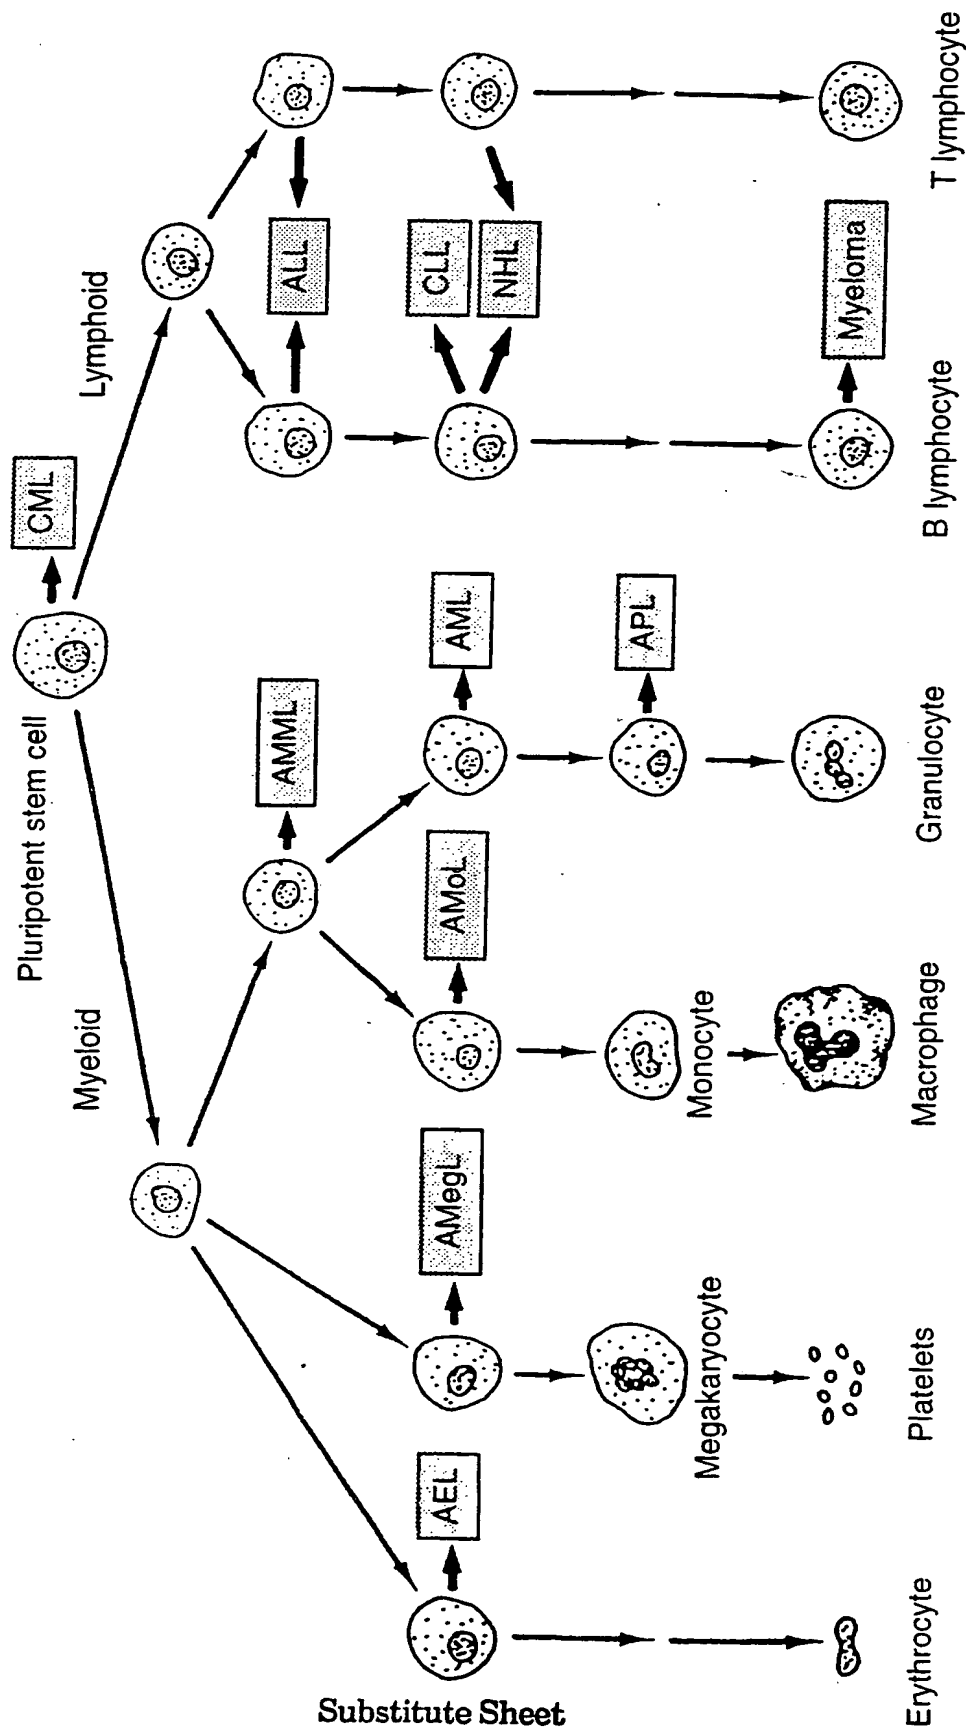 Pluripotent stem cell
CML
Myeloid
Lymphoid
AMML
ALL
AEL
AMegL
AMoL
AML
CLL
NHL
APL
Megakaryocyte
Monocyte
Myeloma
Erythrocyte
Platelets
Macrophage
Granulocyte
B lymphocyte
T lymphocyte
Substitute Sheet